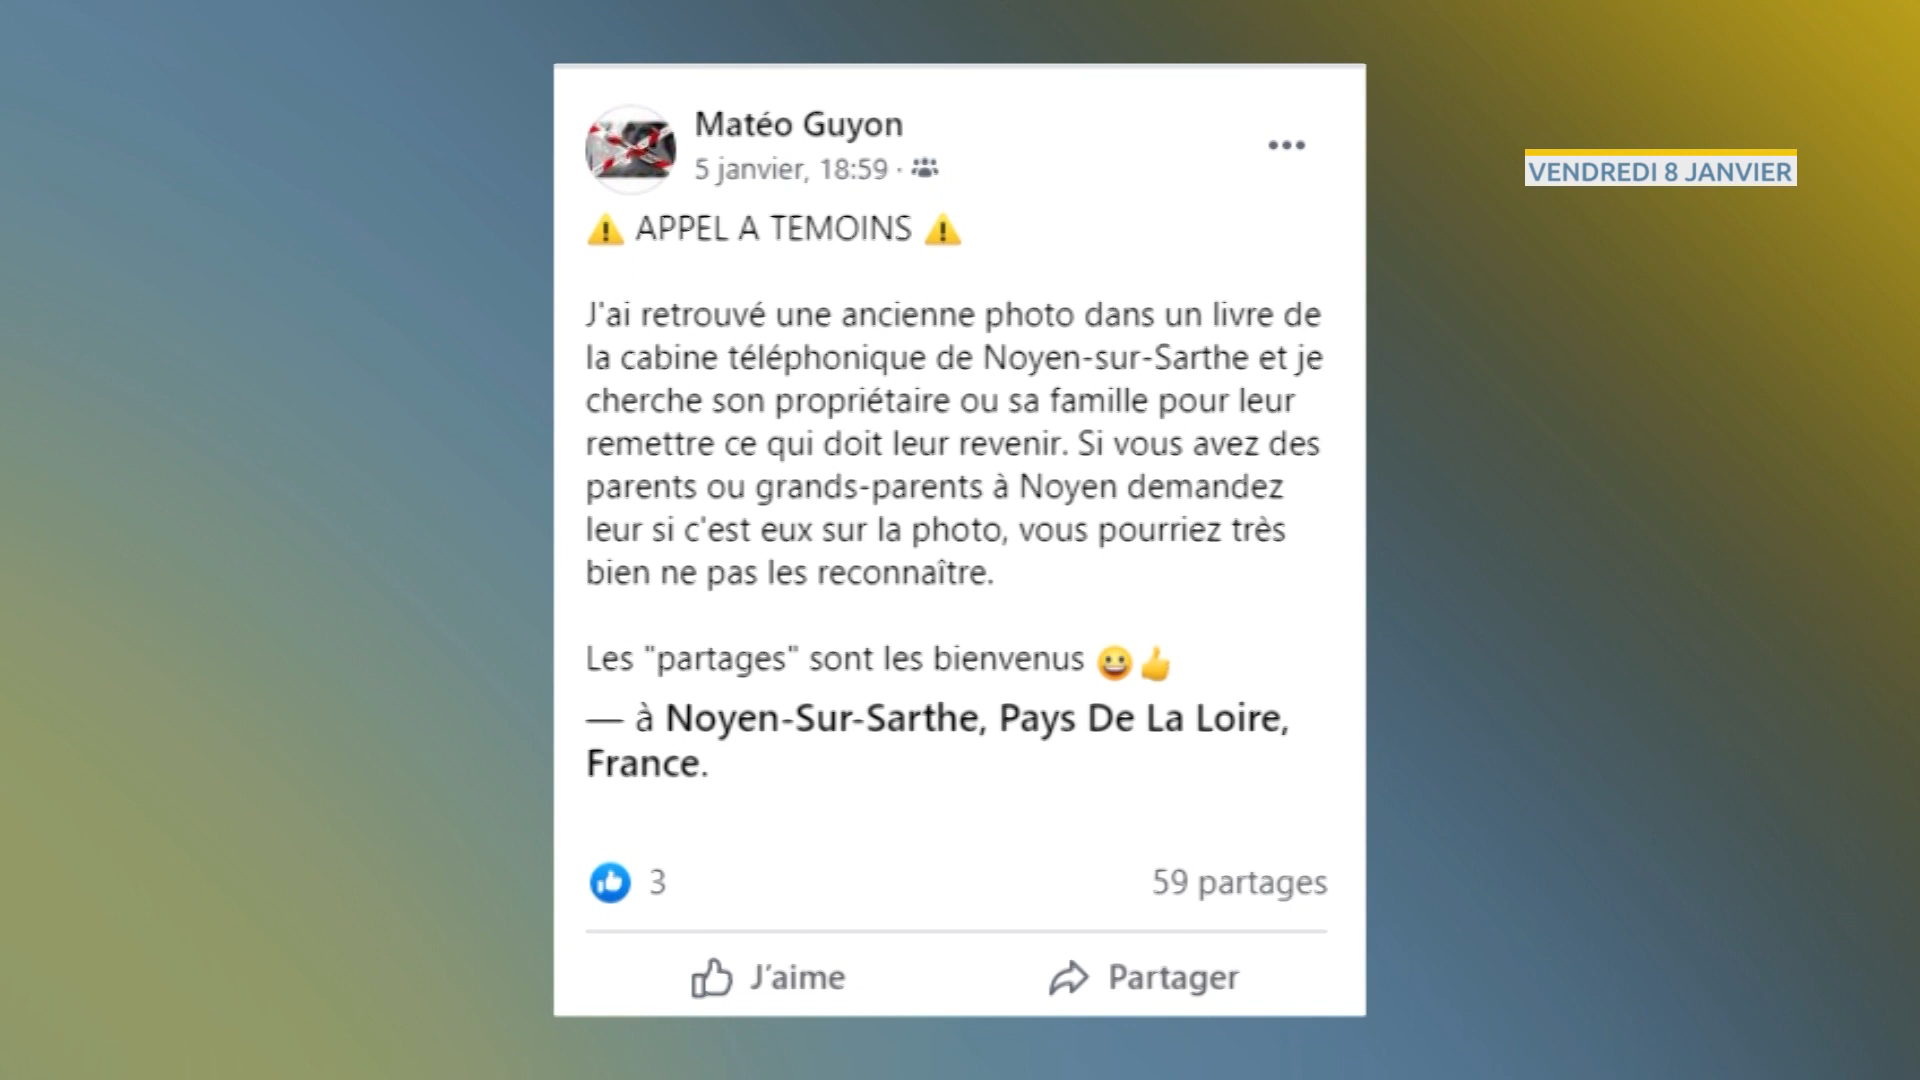 Matéo Guyon
5 janvier, 18:59 ·
VENDREDI 8 JANVIER
⚠️ APPEL A TEMOINS ⚠️
J'ai retrouvé une ancienne photo dans un livre de
la cabine téléphonique de Noyen-sur-Sarthe et je
cherche son propriétaire ou sa famille pour leur
remettre ce qui doit leur revenir. Si vous avez des
parents ou grands-parents à Noyen demandez
leur si c'est eux sur la photo, vous pourriez très
bien ne pas les reconnaître.
Les "partages" sont les bienvenus 😀👍
— à Noyen-Sur-Sarthe, Pays De La Loire,
France.
3
59 partages
J'aime
Partager